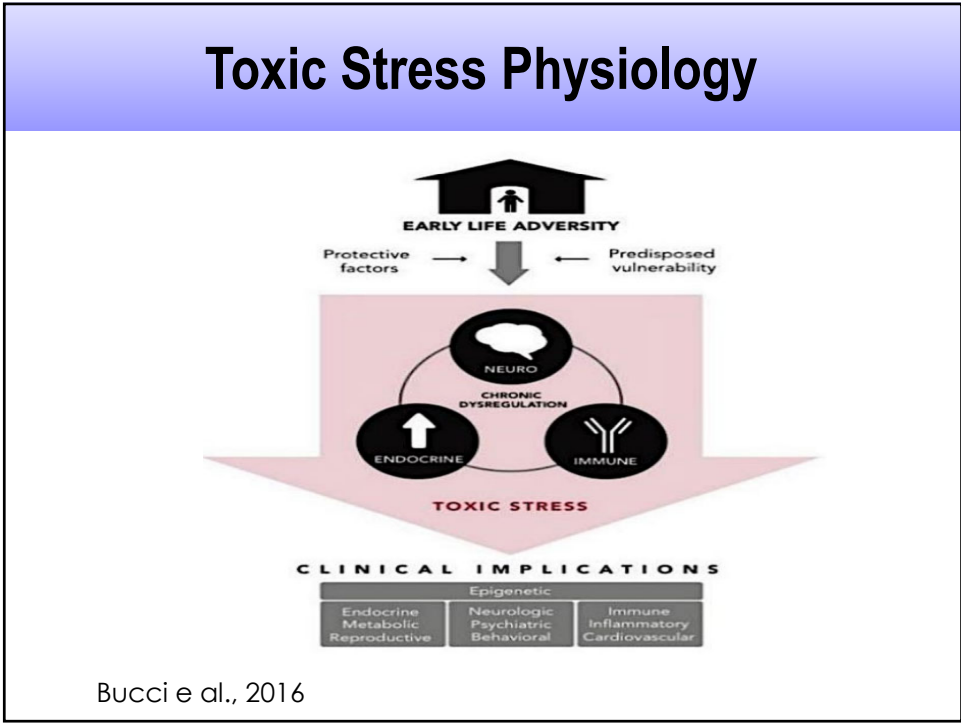 Toxic Stress Physiology
EARLY LIFE ADVERSITY
Protective
factors
Predisposed
vulnerability
NEURO
CHRONIC
DYSREGULATION
ENDOCRINE
IMMUNE
TOXIC STRESS
CLINICAL IMPLICATIONS
Epigenetic
Endocrine
Metabolic
Reproductive
Neurologic
Psychiatric
Behavioral
Immune
Inflammatory
Cardiovascular
Bucci e al., 2016